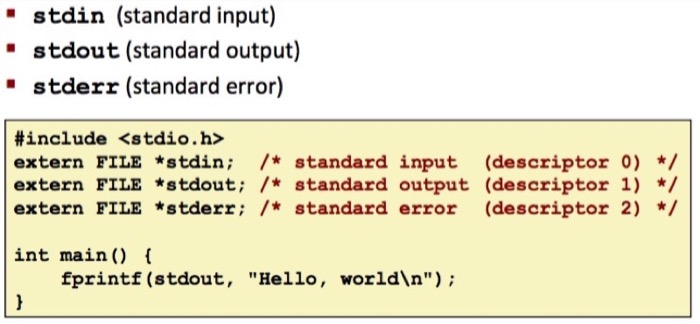 ▪ stdin (standard input)
▪ stdout (standard output)
▪ stderr (standard error)
#include <stdio.h>
extern FILE *stdin;  /* standard input  (descriptor 0) */
extern FILE *stdout; /* standard output (descriptor 1) */
extern FILE *stderr; /* standard error  (descriptor 2) */
int main() {
    fprintf(stdout, "Hello, world\n");
}